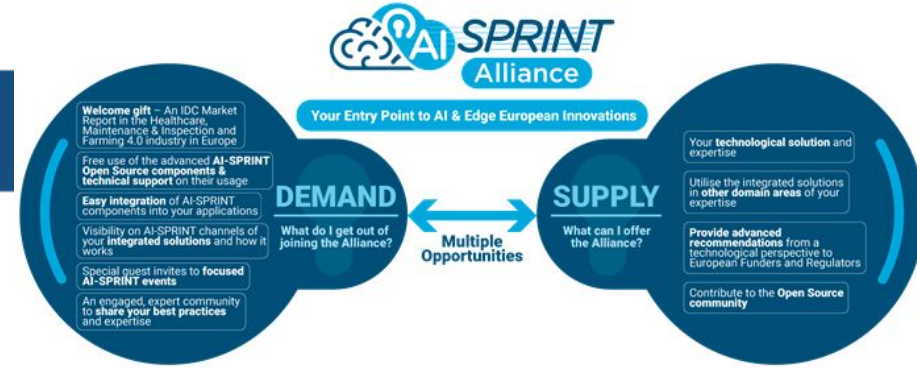 AI SPRINT
Alliance
Your Entry Point to AI & Edge European Innovations
Welcome gift – An IDC Market
Report in the Healthcare,
Maintenance & Inspection and
Farming 4.0 industry in Europe
Free use of the advanced AI-SPRINT
Open Source components &
technical support on their usage
Easy integration of AI-SPRINT
components into your applications
Visibility on AI-SPRINT channels of
your integrated solutions and how it
works
Special guest invites to focused
AI-SPRINT events
An engaged, expert community
to share your best practices
and expertise
DEMAND
What do I get out of
joining the Alliance?
Multiple
Opportunities
SUPPLY
What can I offer
the Alliance?
Your technological solution and
expertise
Utilise the integrated solutions
in other domain areas of your
expertise
Provide advanced
recommendations from a
technological perspective to
European Funders and Regulators
Contribute to the Open Source
community